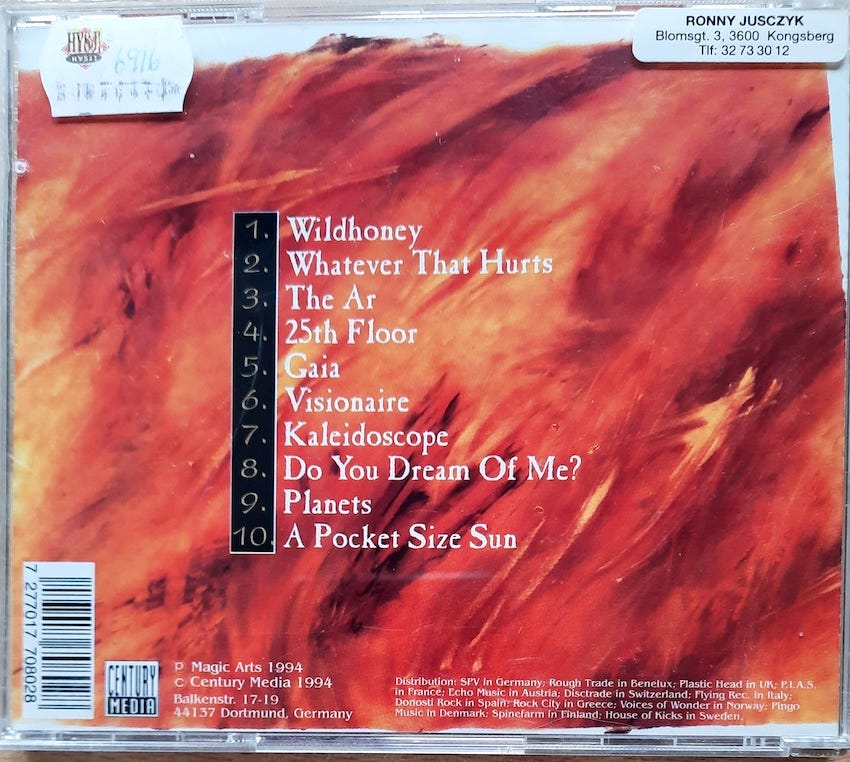 HYSJ!
9116
RONNY JUSCZYK
Blomsgt. 3, 3600 Kongsberg
Tlf: 32 73 30 12
1. Wildhoney
2. Whatever That Hurts
3. The Ar
4. 25th Floor
5. Gaia
6. Visionaire
7. Kaleidoscope
8. Do You Dream Of Me?
9. Planets
10. A Pocket Size Sun
7 277017 708028
CENTURY
MEDIA
P Magic Arts 1994
C Century Media 1994
Balkenstr. 17-19
44137 Dortmund, Germany
Distribution: SPV in Germany; Rough Trade in Benelux; Plastic Head in UK; P.I.A.S.
in France; Echo Music in Austria; Disctrade in Switzerland; Flying Rec. in Italy;
Donosti Rock in Spain; Rock City in Greece; Voices of Wonder in Norway; Pingo
Music in Denmark; Spinefarm in Finland; House of Kicks in Sweden.